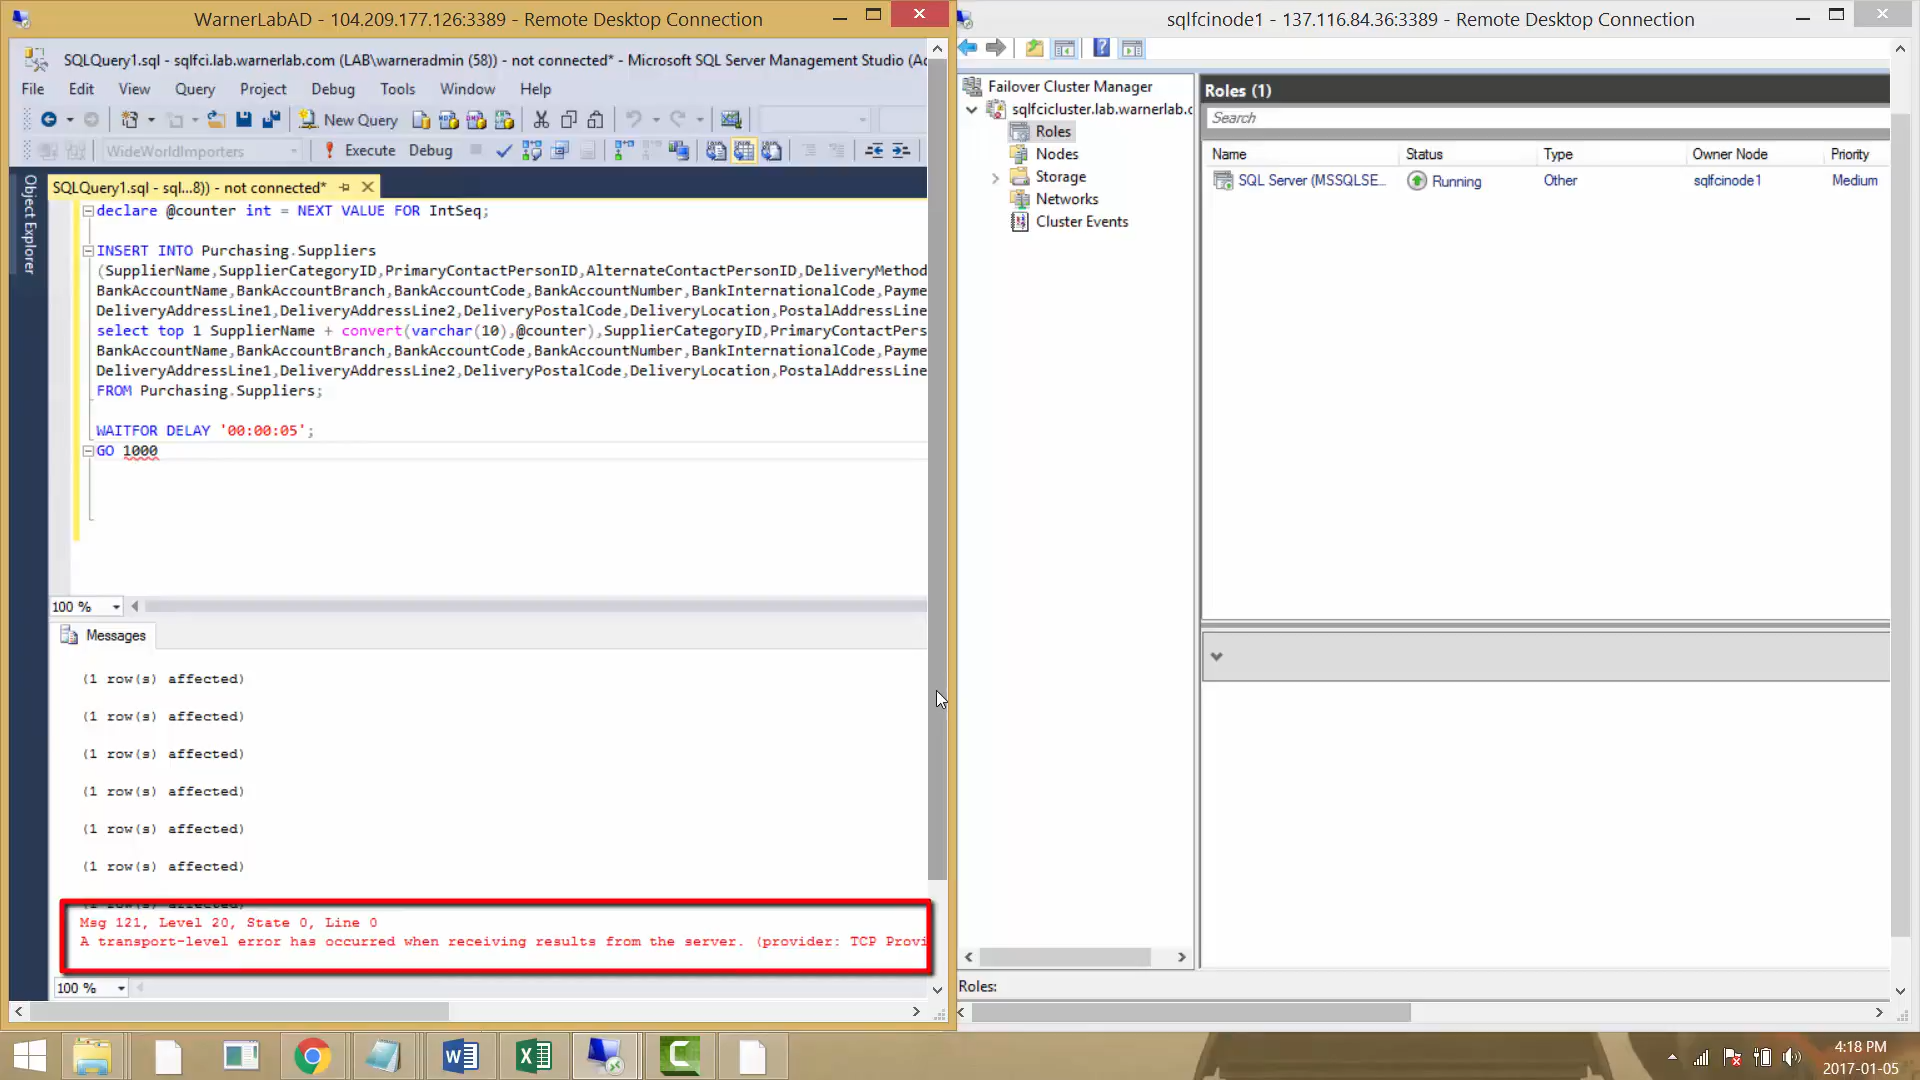 WarnerLabAD - 104.209.177.126:3389 - Remote Desktop Connection
SQLQuery1.sql - sqlfci.lab.warnerlab.com (LAB\warneradmin (58)) - not connected* - Microsoft SQL Server Management Studio (Ac
File Edit View Query Project Debug Tools Window Help
New Query
WideWorldImporters Execute Debug
Object Explorer
SQLQuery1.sql - sql...8)) - not connected*
declare @counter int = NEXT VALUE FOR IntSeq;
INSERT INTO Purchasing.Suppliers
(SupplierName,SupplierCategoryID,PrimaryContactPersonID,AlternateContactPersonID,DeliveryMethod
BankAccountName,BankAccountBranch,BankAccountCode,BankAccountNumber,BankInternationalCode,Payme
DeliveryAddressLine1,DeliveryAddressLine2,DeliveryPostalCode,DeliveryLocation,PostalAddressLine
select top 1 SupplierName + convert(varchar(10),@counter),SupplierCategoryID,PrimaryContactPers
BankAccountName,BankAccountBranch,BankAccountCode,BankAccountNumber,BankInternationalCode,Payme
DeliveryAddressLine1,DeliveryAddressLine2,DeliveryPostalCode,DeliveryLocation,PostalAddressLine
FROM Purchasing.Suppliers;
WAITFOR DELAY '00:00:05';
GO 1000
100 %
Messages
(1 row(s) affected)
(1 row(s) affected)
(1 row(s) affected)
(1 row(s) affected)
(1 row(s) affected)
(1 row(s) affected)
(1 row(s) affected)
Msg 121, Level 20, State 0, Line 0
A transport-level error has occurred when receiving results from the server. (provider: TCP Provi
100 %
sqlfcinode1 - 137.116.84.36:3389 - Remote Desktop Connection
Failover Cluster Manager
sqlfcicluster.lab.warnerlab.c
Roles
Nodes
Storage
Networks
Cluster Events
Roles (1)
Search
Name Status Type Owner Node Priority
SQL Server (MSSQLSE... Running Other sqlfcinode1 Medium
Roles:
4:18 PM
2017-01-05